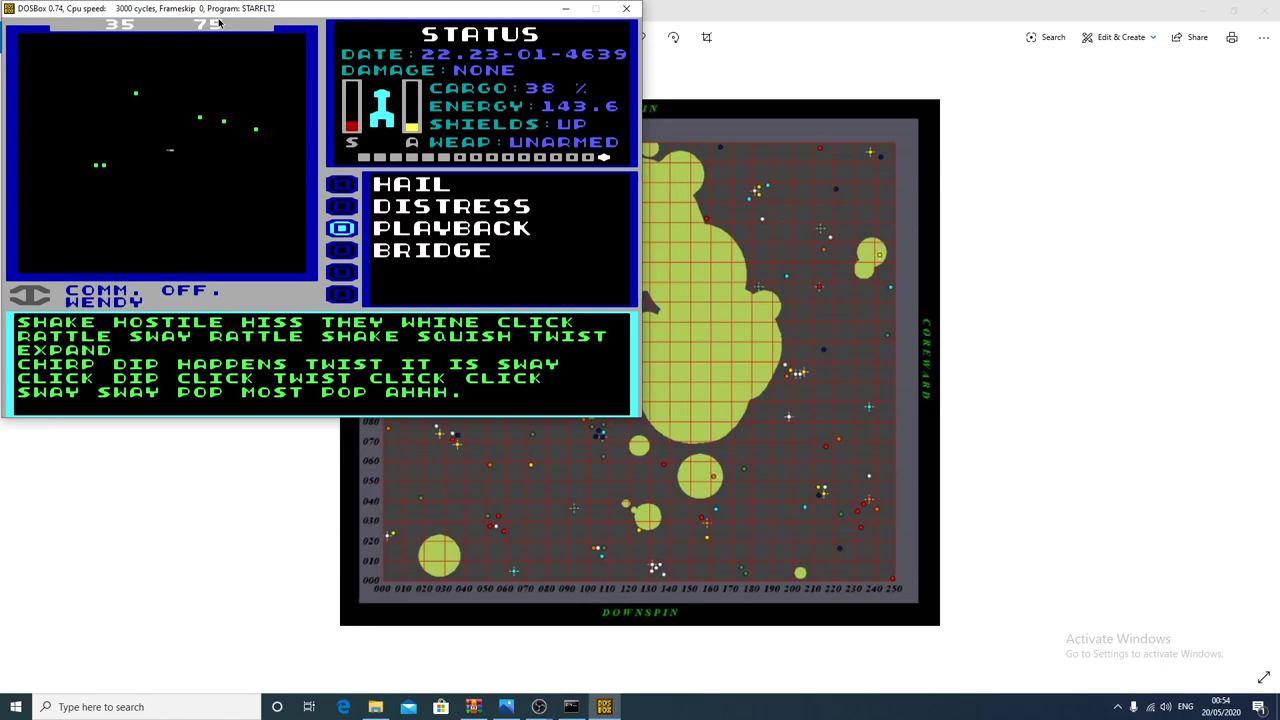 DOSBox 0.74, Cpu speed: 3000 cycles, Frameskip 0, Program: STARFLT2
35 75
STATUS
DATE:22.23-01-4639
DAMAGE:NONE
CARGO:38 %
ENERGY:143.6
SHIELDS:UP
S A WEAP:UNARMED
HAIL
DISTRESS
PLAYBACK
BRIDGE
COMM. OFF.
WENDY
SHAKE HOSTILE HISS THEY WHINE CLICK
RATTLE SWAY RATTLE SHAKE SQUISH TWIST
EXPAND
CHIRP DIP HAPPENS TWIST IT IS SWAY
CLICK DIP CLICK TWIST CLICK CLICK
SWAY SWAY POP MOST POP AHHH.
Search
Edit & Create
Share
PIN
COREWARD
080
070
060
050
040
030
020
010
000
000 010 020 030 040 050 060 070 080 090 100 110 120 130 140 150 160 170 180 190 200 210 220 230 240 250
DOWNSPIN
Activate Windows
Go to Settings to activate Windows.
Type here to search
DOS
BOX
ENG
00:54
20/05/2020